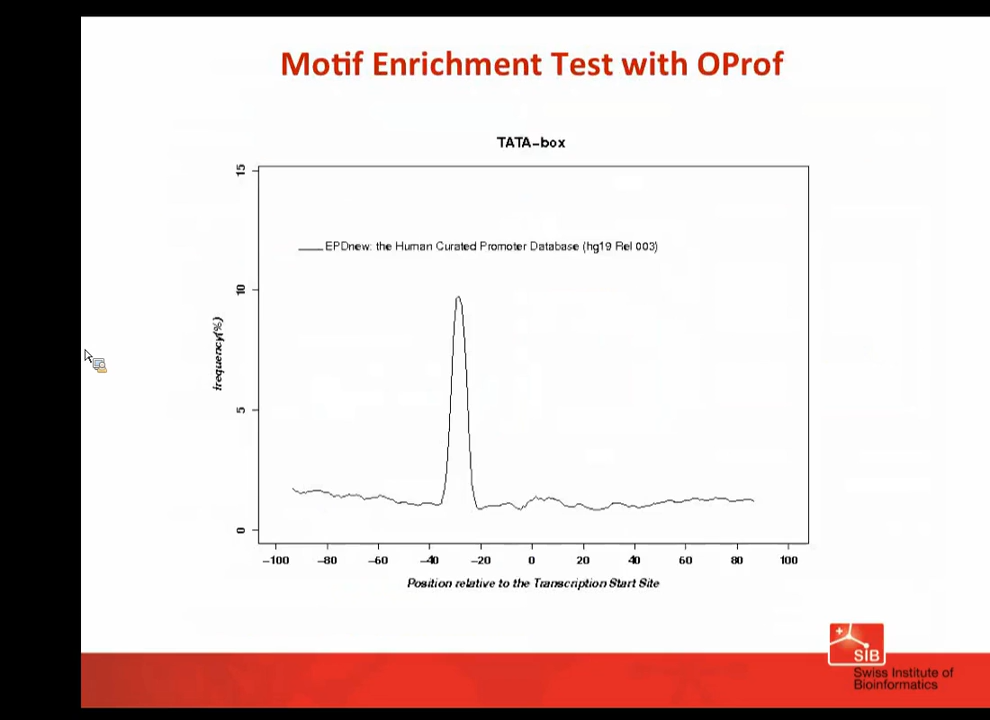 Motif Enrichment Test with OProf
TATA-box
15
10
5
0
frequency(%)
EPDnew: the Human Curated Promoter Database (hg19 Rel 003)
-100 -80 -60 -40 -20 0 20 40 60 80 100
Position relative to the Transcription Start Site
SIB
Swiss Institute of
Bioinformatics